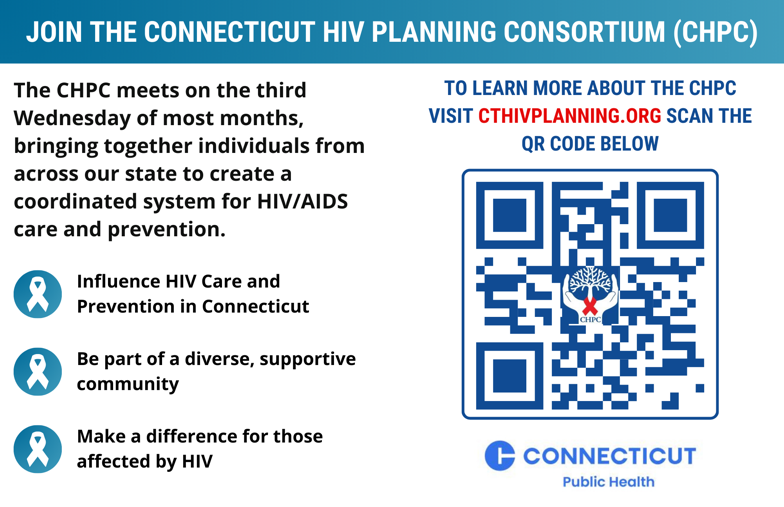 JOIN THE CONNECTICUT HIV PLANNING CONSORTIUM (CHPC)
The CHPC meets on the third
Wednesday of most months,
bringing together individuals from
across our state to create a
coordinated system for HIV/AIDS
care and prevention.
Influence HIV Care and
Prevention in Connecticut
Be part of a diverse, supportive
community
Make a difference for those
affected by HIV
TO LEARN MORE ABOUT THE CHPC
VISIT CTHIVPLANNING.ORG SCAN THE
QR CODE BELOW
CHPC
CONNECTICUT
Public Health